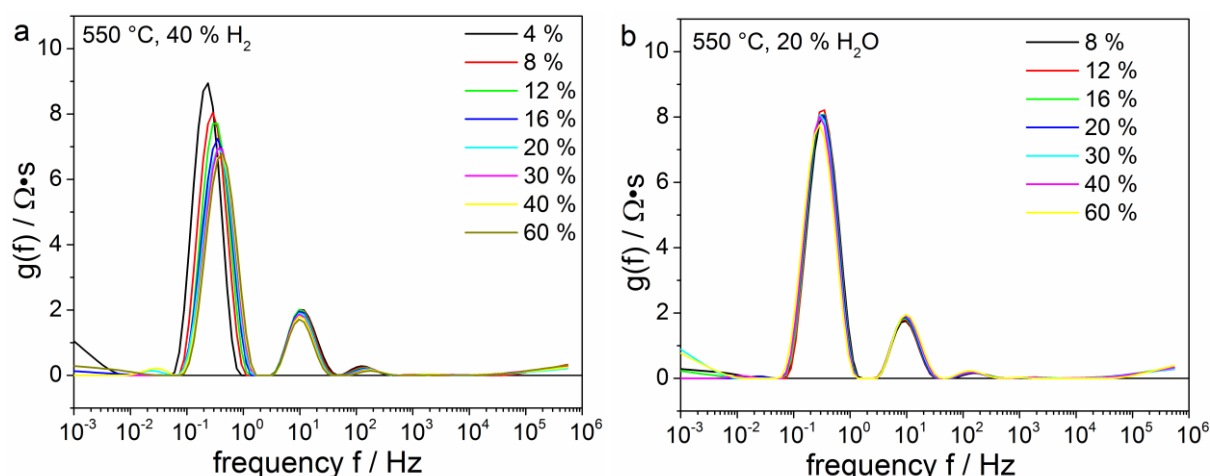 a
550 °C, 40 % H₂
4 %
8 %
12 %
16 %
20 %
30 %
40 %
60 %
g(f) / Ω•s
10
8
6
4
2
0
10⁻³ 10⁻² 10⁻¹ 10⁰ 10¹ 10² 10³ 10⁴ 10⁵ 10⁶
frequency f / Hz
b
550 °C, 20 % H₂O
8 %
12 %
16 %
20 %
30 %
40 %
60 %
g(f) / Ω•s
10
8
6
4
2
0
10⁻³ 10⁻² 10⁻¹ 10⁰ 10¹ 10² 10³ 10⁴ 10⁵ 10⁶
frequency f / Hz